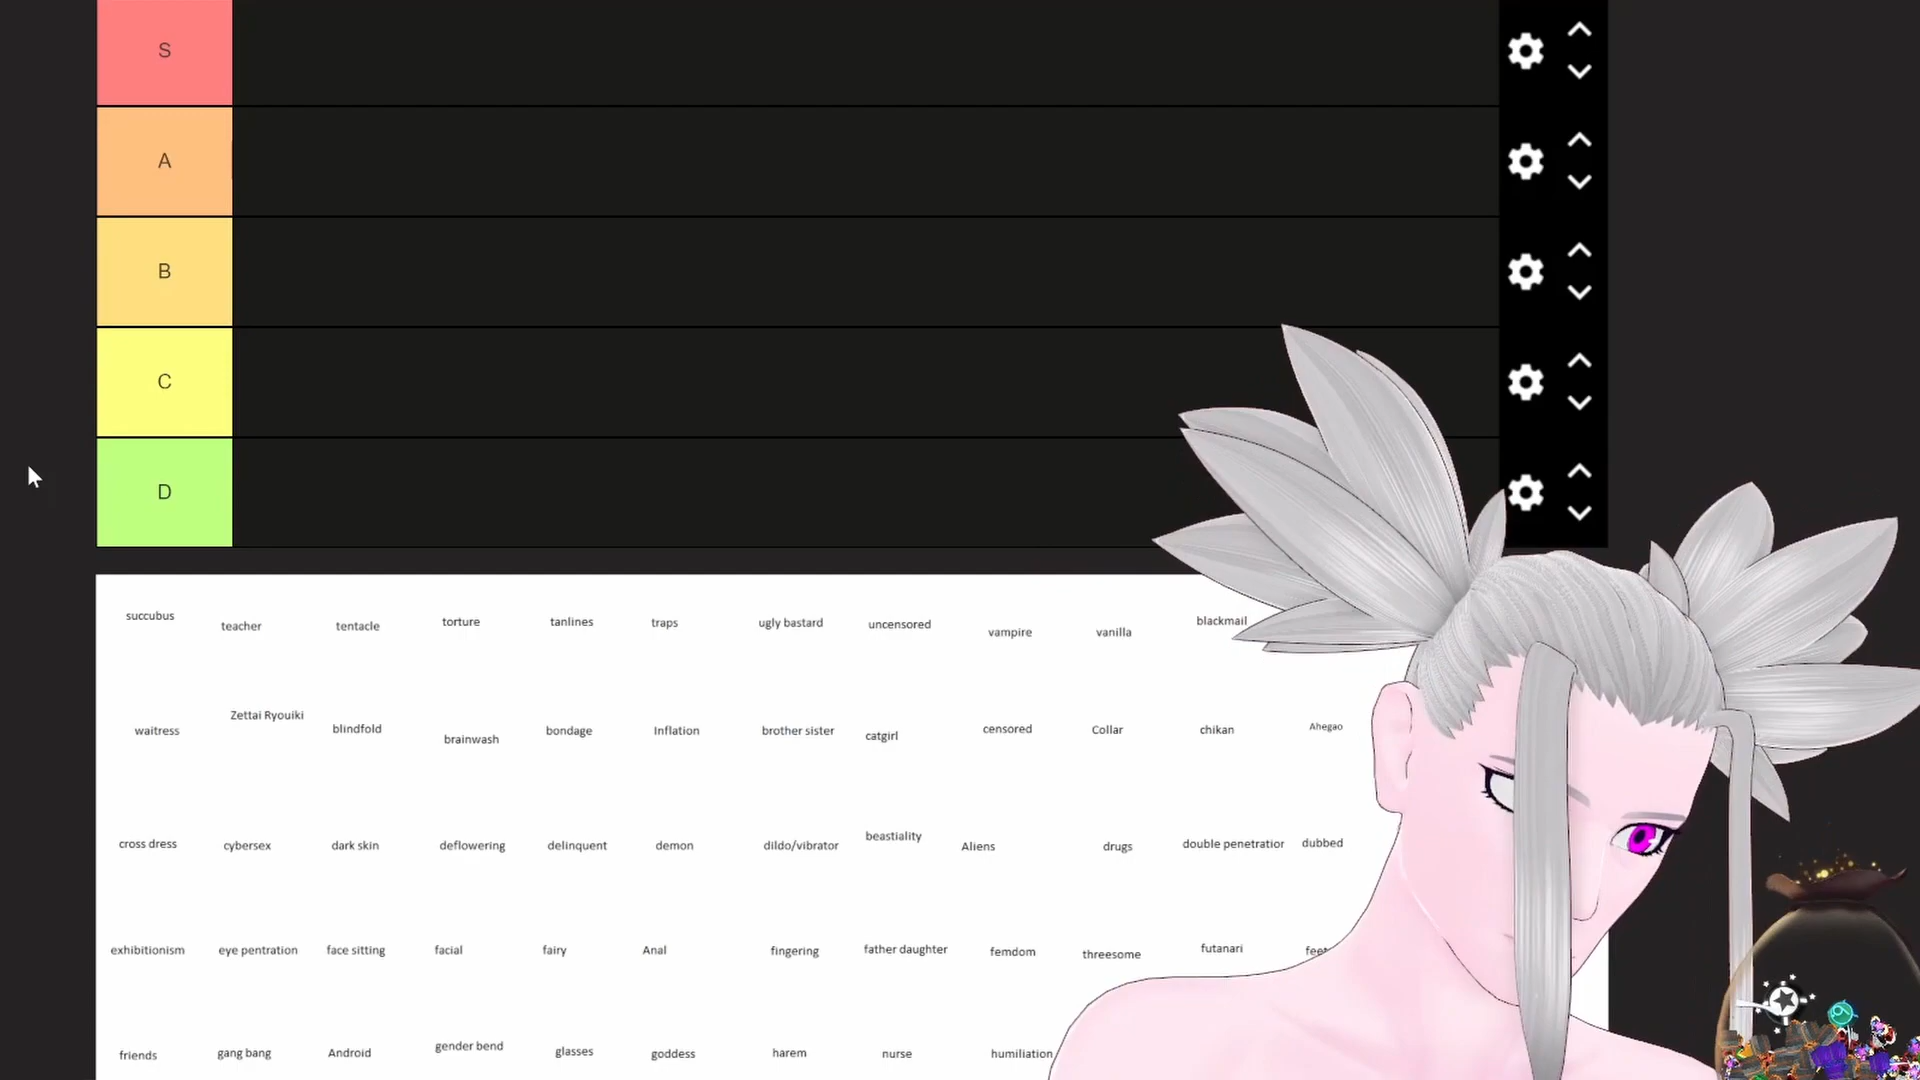 S
A
B
C
D
succubus teacher tentacle torture tanlines traps ugly bastard uncensored vampire vanilla blackmail
waitress Zettai Ryouiki blindfold brainwash bondage Inflation brother sister catgirl censored Collar chikan Ahegao
cross dress cybersex dark skin deflowering delinquent demon dildo/vibrator beastiality Aliens drugs double penetratior dubbed
exhibitionism eye pentration face sitting facial fairy Anal fingering father daughter femdom threesome futanari
friends gang bang Android gender bend glasses goddess harem nurse humiliation